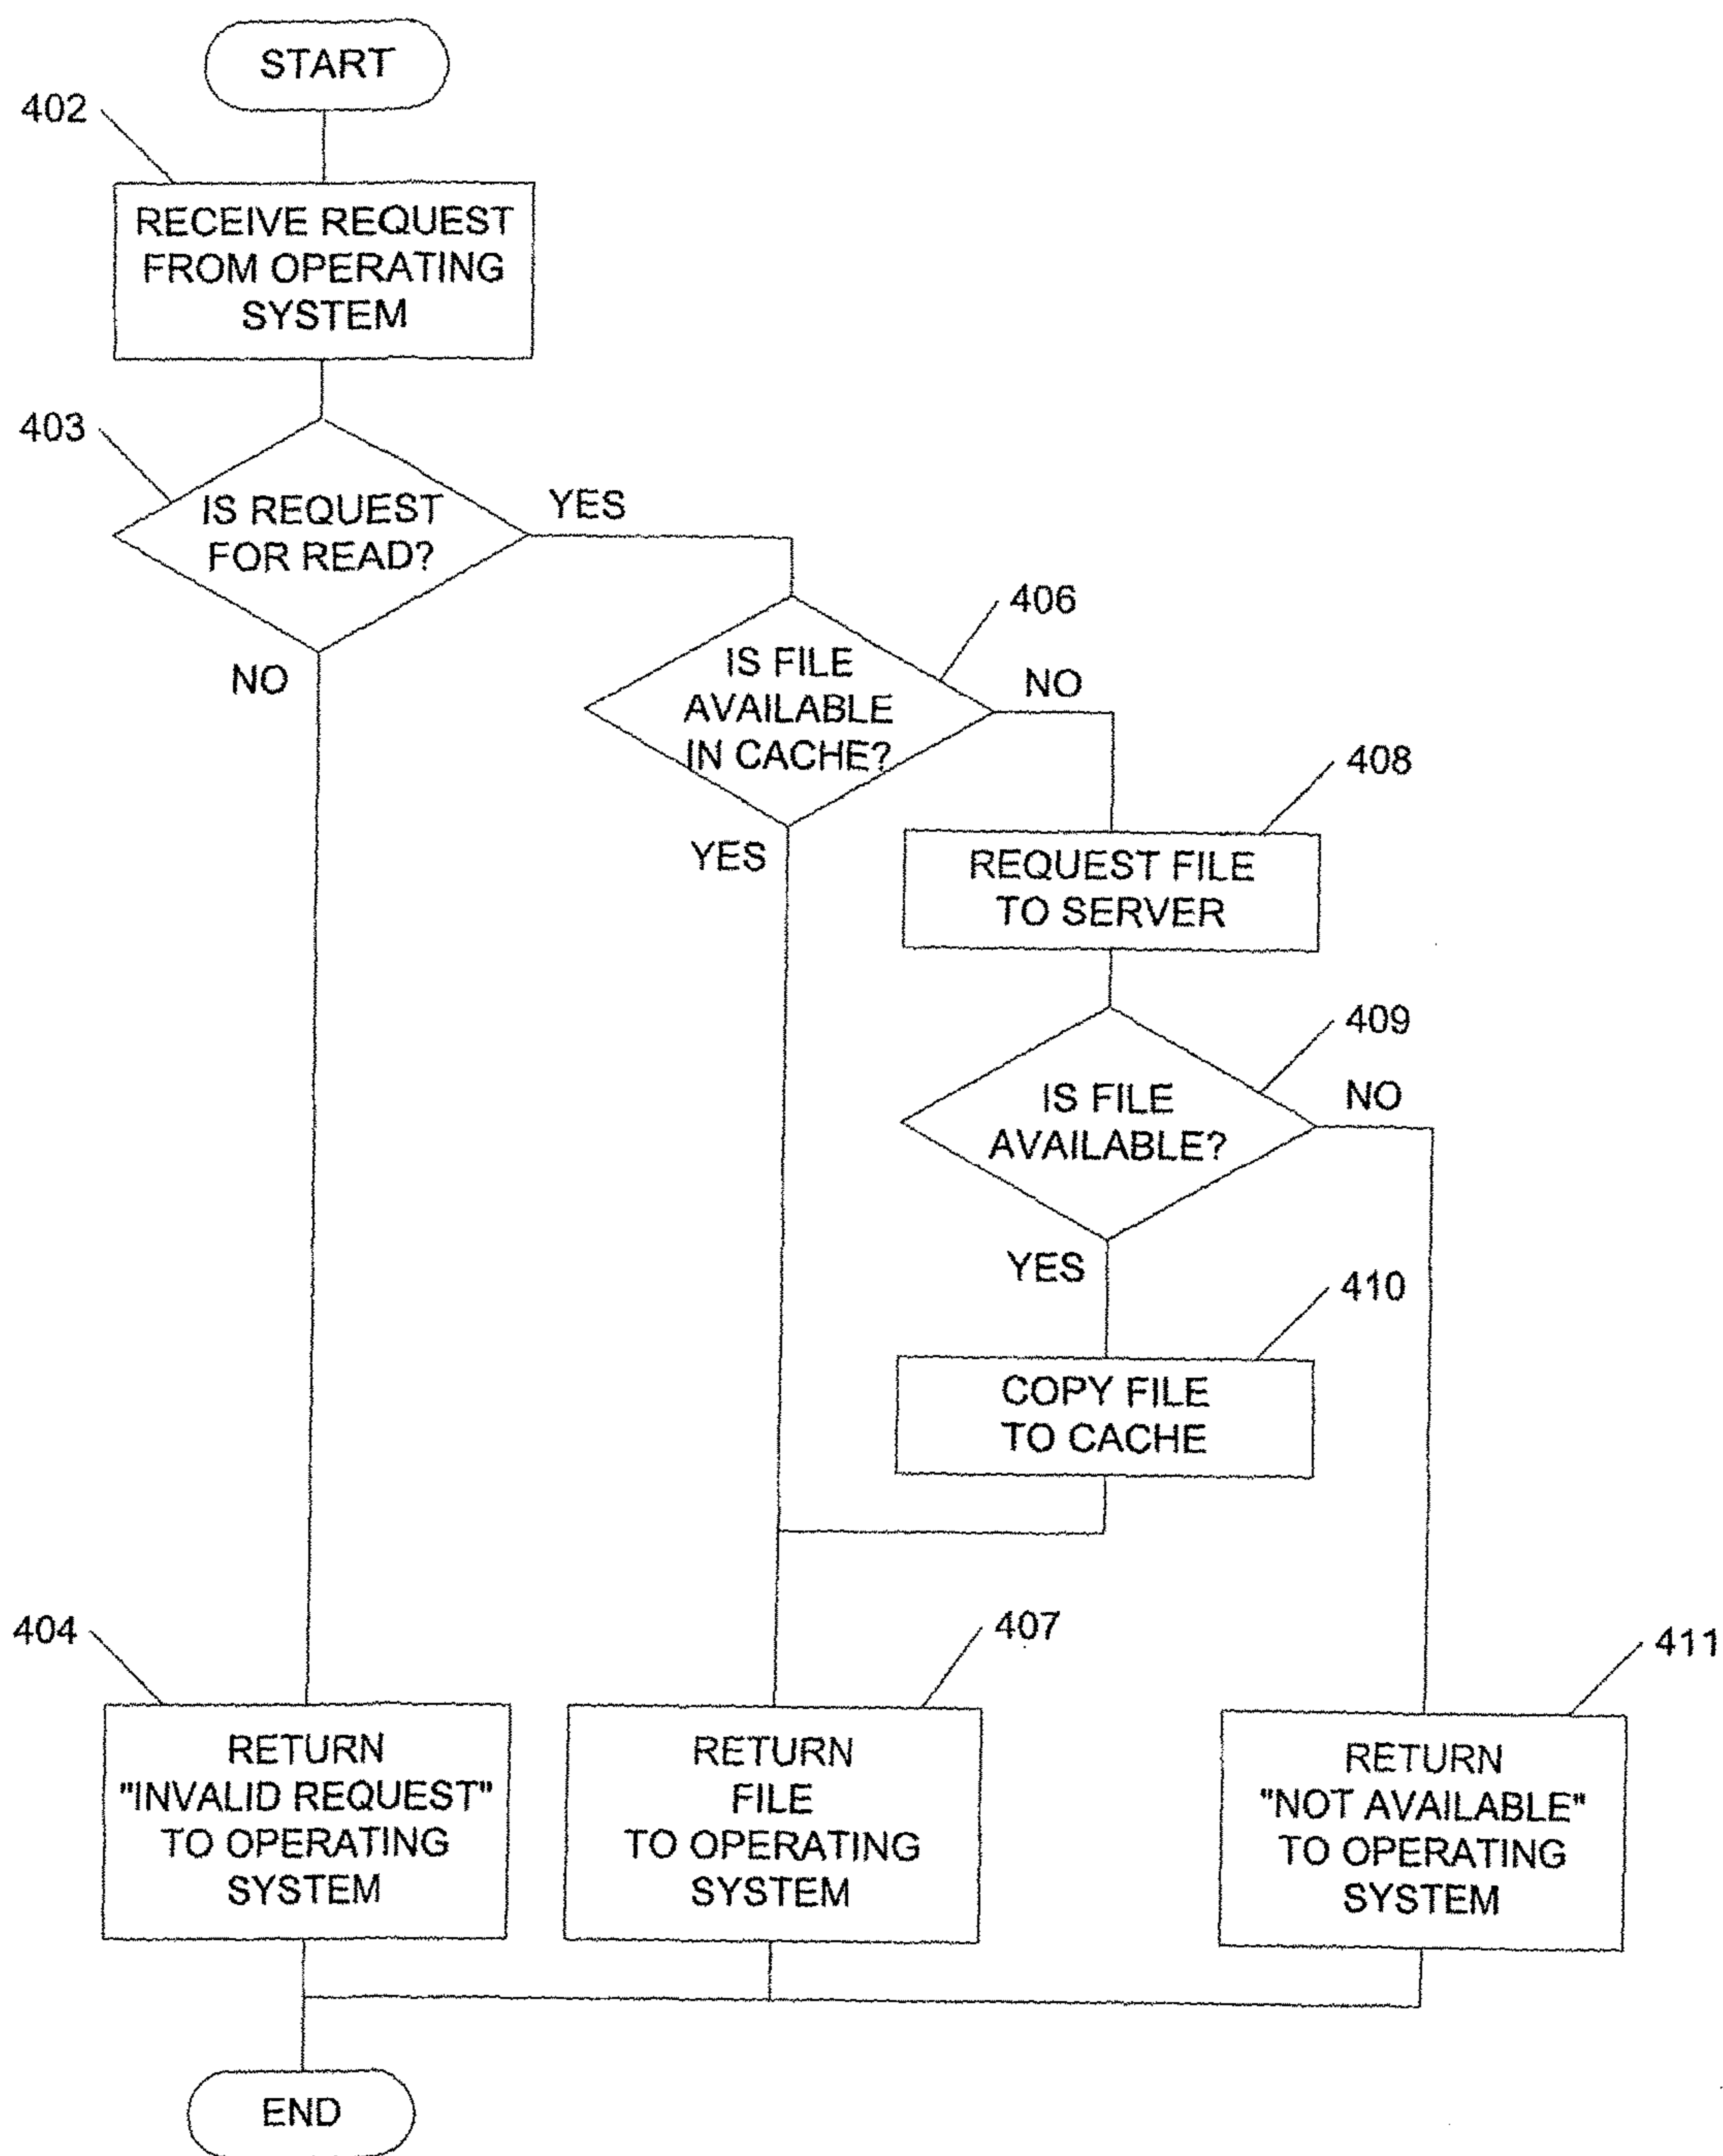 START
402
RECEIVE REQUEST
FROM OPERATING
SYSTEM
403
IS REQUEST
FOR READ?
YES
NO
406
IS FILE
AVAILABLE
IN CACHE?
NO
YES
408
REQUEST FILE
TO SERVER
409
IS FILE
AVAILABLE?
NO
YES
410
COPY FILE
TO CACHE
404
RETURN
"INVALID REQUEST"
TO OPERATING
SYSTEM
407
RETURN
FILE
TO OPERATING
SYSTEM
411
RETURN
"NOT AVAILABLE"
TO OPERATING
SYSTEM
END